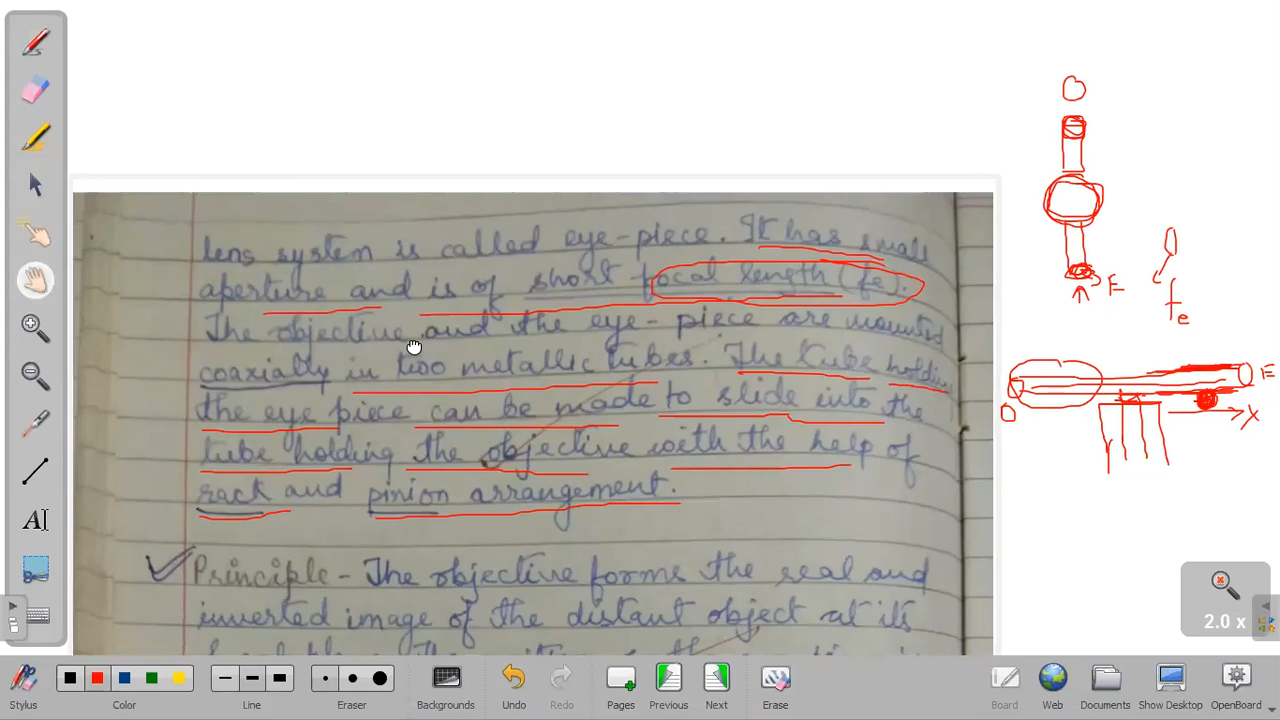 lens system is called eye-piece. It has small
aperture and is of short focal length (fe).
The objective and the eye-piece are mounted
coaxially in two metallic tubes. The tube holding
the eye piece can be made to slide into the
tube holding the objective with the help of
rack and pinion arrangement.
Principle - The objective forms the real and
inverted image of the distant object at its
O
E
fe
E
O
X
2.0 x
Stylus
Color
Line
Eraser
Backgrounds
Undo
Redo
Pages
Previous
Next
Erase
Board
Web
Documents
Show Desktop
OpenBoard